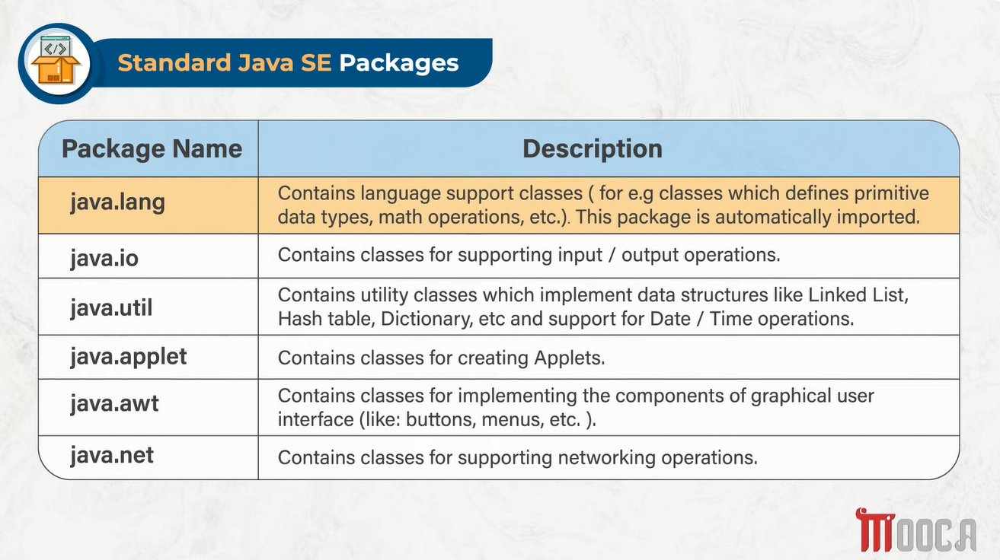 </>
Standard Java SE Packages
Package Name
Description
java.lang
Contains language support classes ( for e.g classes which defines primitive
data types, math operations, etc.). This package is automatically imported.
java.io
Contains classes for supporting input / output operations.
java.util
Contains utility classes which implement data structures like Linked List,
Hash table, Dictionary, etc and support for Date / Time operations.
java.applet
Contains classes for creating Applets.
java.awt
Contains classes for implementing the components of graphical user
interface (like: buttons, menus, etc. ).
java.net
Contains classes for supporting networking operations.
MOOCA